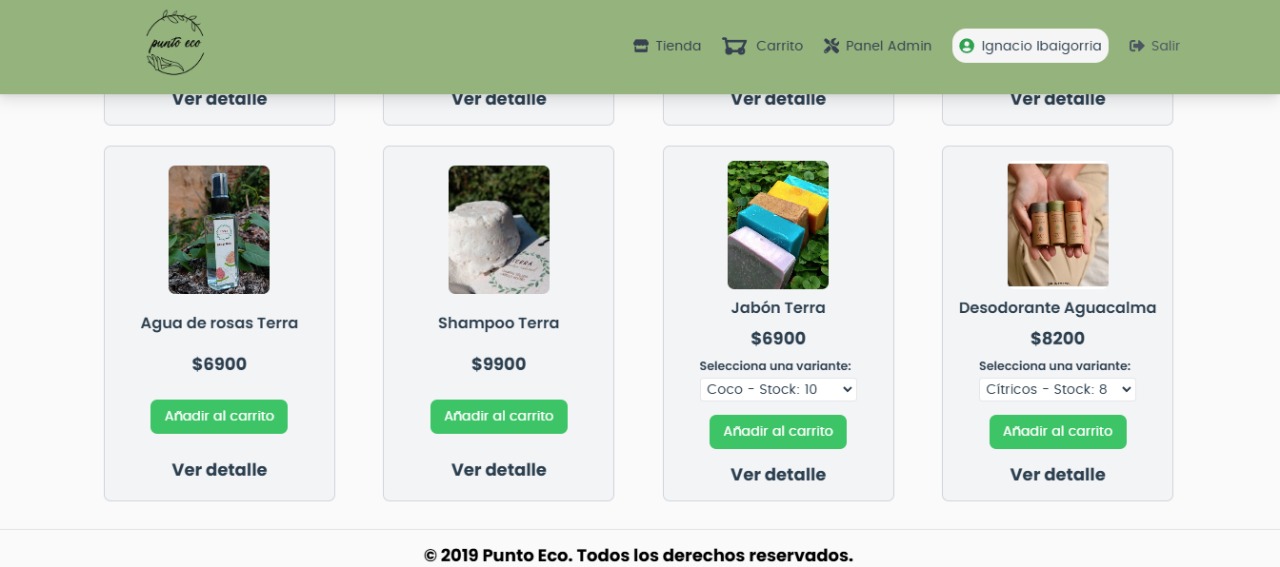 punto eco
Tienda
Carrito
Panel Admin
Ignacio Ibaigorria
Salir
Ver detalle
Ver detalle
Ver detalle
Ver detalle
Agua de rosas Terra
$6900
Añadir al carrito
Ver detalle
TERRA
Shampoo Terra
$9900
Añadir al carrito
Ver detalle
Jabón Terra
$6900
Selecciona una variante:
Coco - Stock: 10
Añadir al carrito
Ver detalle
Desodorante Aguacalma
$8200
Selecciona una variante:
Cítricos - Stock: 8
Añadir al carrito
Ver detalle
© 2019 Punto Eco. Todos los derechos reservados.